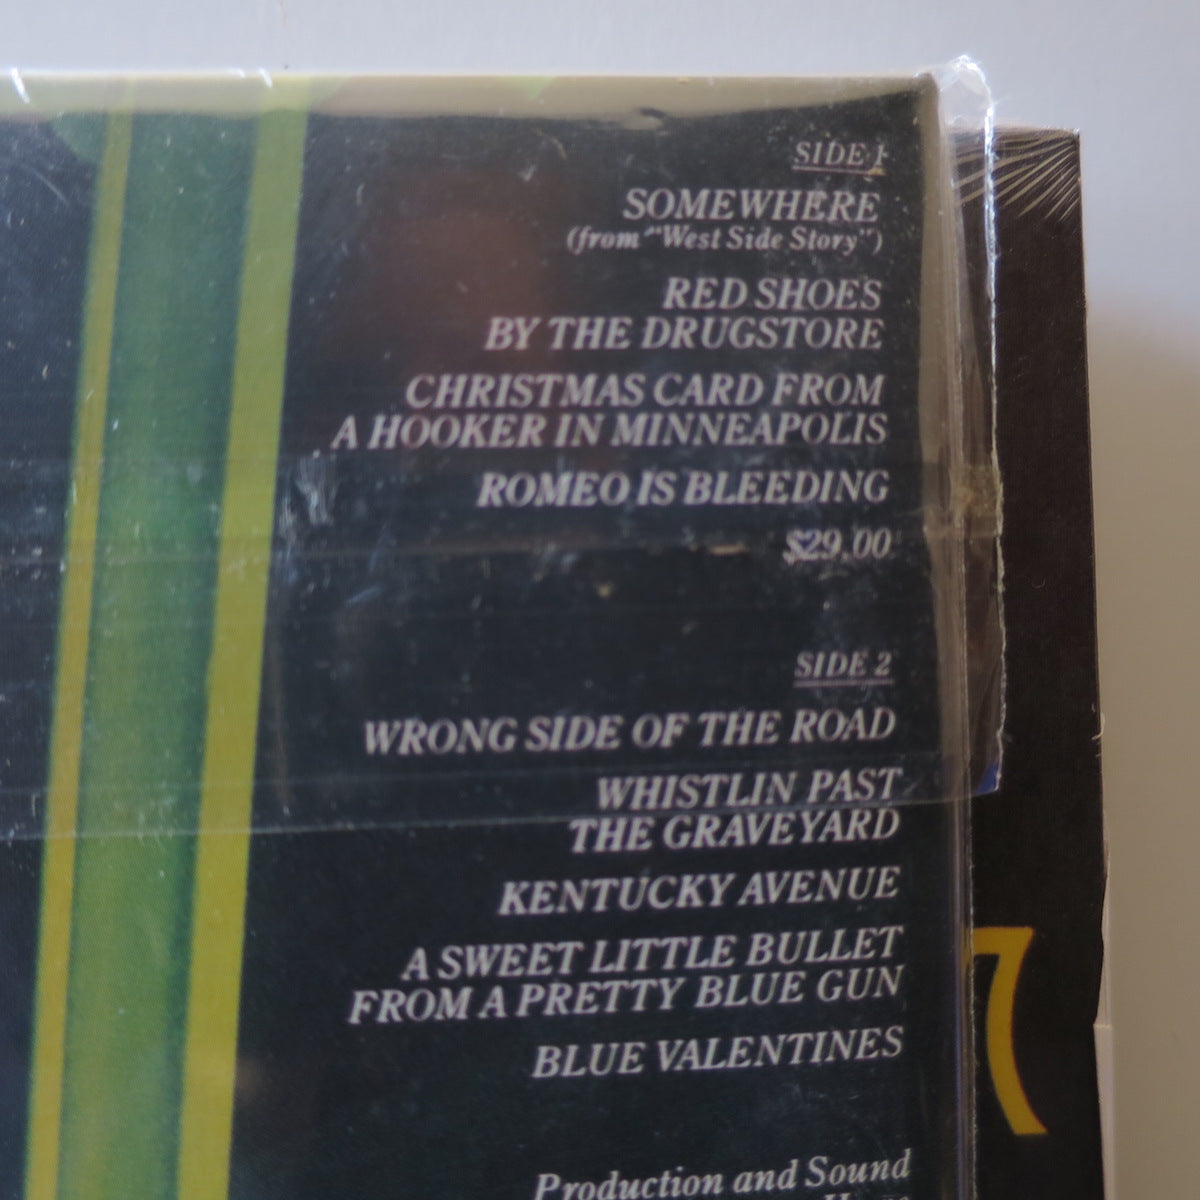 SIDE 1
SOMEWHERE
(from "West Side Story")
RED SHOES
BY THE DRUGSTORE
CHRISTMAS CARD FROM
A HOOKER IN MINNEAPOLIS
ROMEO IS BLEEDING
$29.00
SIDE 2
WRONG SIDE OF THE ROAD
WHISTLIN PAST
THE GRAVEYARD
KENTUCKY AVENUE
A SWEET LITTLE BULLET
FROM A PRETTY BLUE GUN
BLUE VALENTINES
Production and Sound